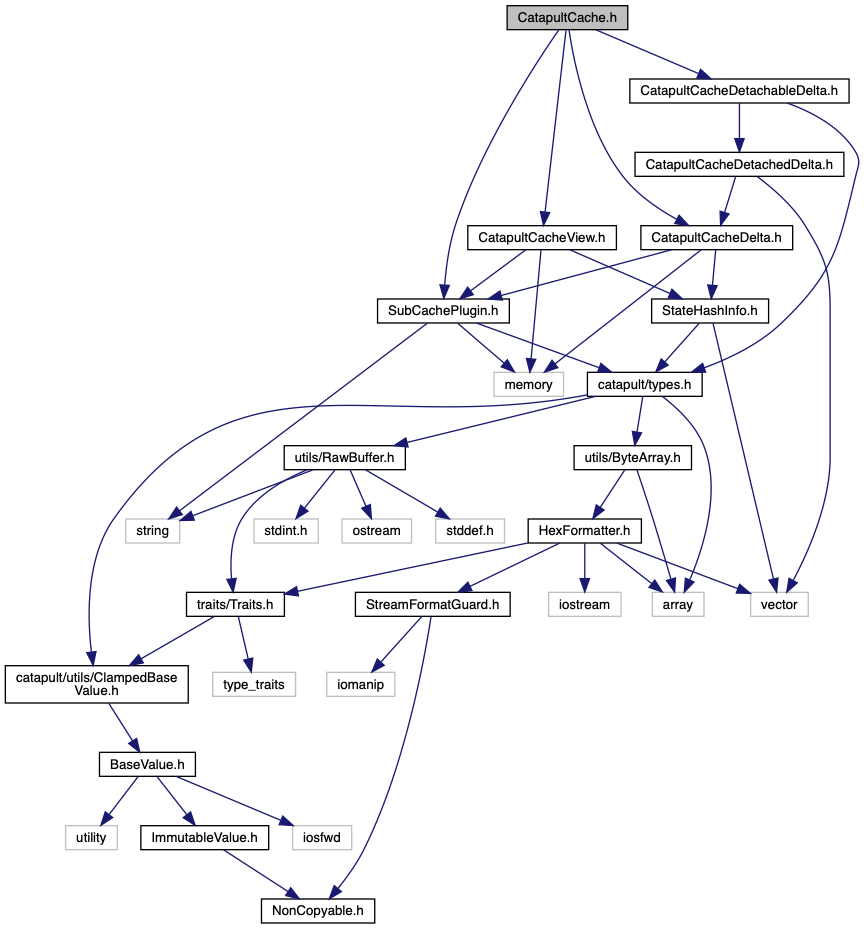 CatapultCache.h
CatapultCacheDetachableDelta.h
CatapultCacheDetachedDelta.h
CatapultCacheView.h
CatapultCacheDelta.h
SubCachePlugin.h
StateHashInfo.h
memory
catapult/types.h
utils/RawBuffer.h
utils/ByteArray.h
string
stdint.h
ostream
stddef.h
HexFormatter.h
traits/Traits.h
StreamFormatGuard.h
iostream
array
vector
catapult/utils/ClampedBase
Value.h
type_traits
iomanip
BaseValue.h
utility
ImmutableValue.h
iosfwd
NonCopyable.h